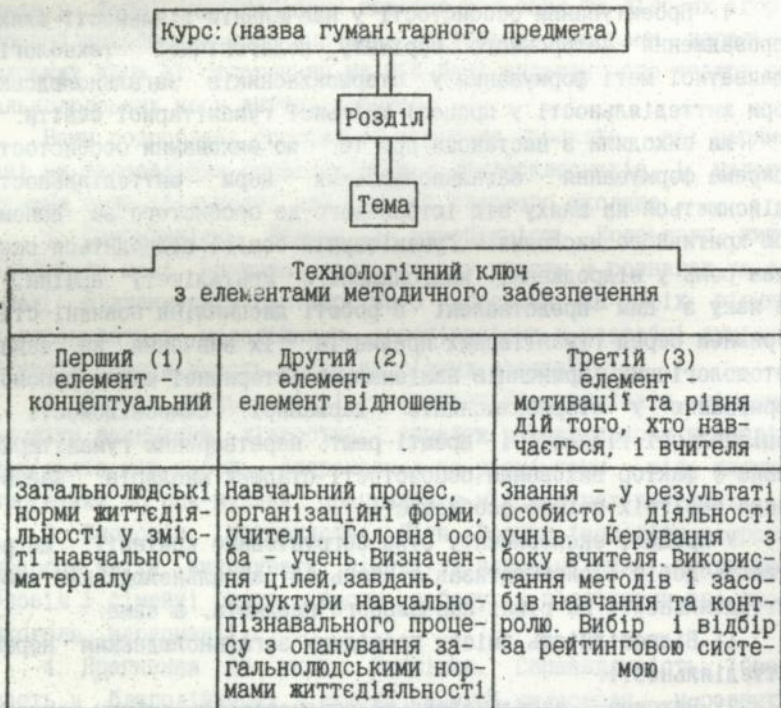 Курс: (назва гуманітарного предмета)
Розділ
Тема
Технологічний ключ
з елементами методичного забезпечення
Перший (1)
елемент -
концептуальний
Другий (2)
елемент -
елемент відношень
Третій (3)
елемент -
мотивації та рівня
дій того, хто нав-
чається, і вчителя
Загальнолюдські
норми життєдія-
льності у зміс-
ті навчального
матеріалу
Навчальний процес,
організаційні форми,
учителі. Головна осо
ба - учень. Визначен-
ня цілей, завдань,
структури навчально-
пізнавального проце-
су з опанування за-
гальнолюдськими нор-
мами життєдіяльності
Знання - у результаті
особистої діяльності
учнів. Керування з
боку учителя. Викорис-
тання методів і засо-
бів навчання та конт-
ролю. Вибір і відбір
за рейтинговою систе-
мою